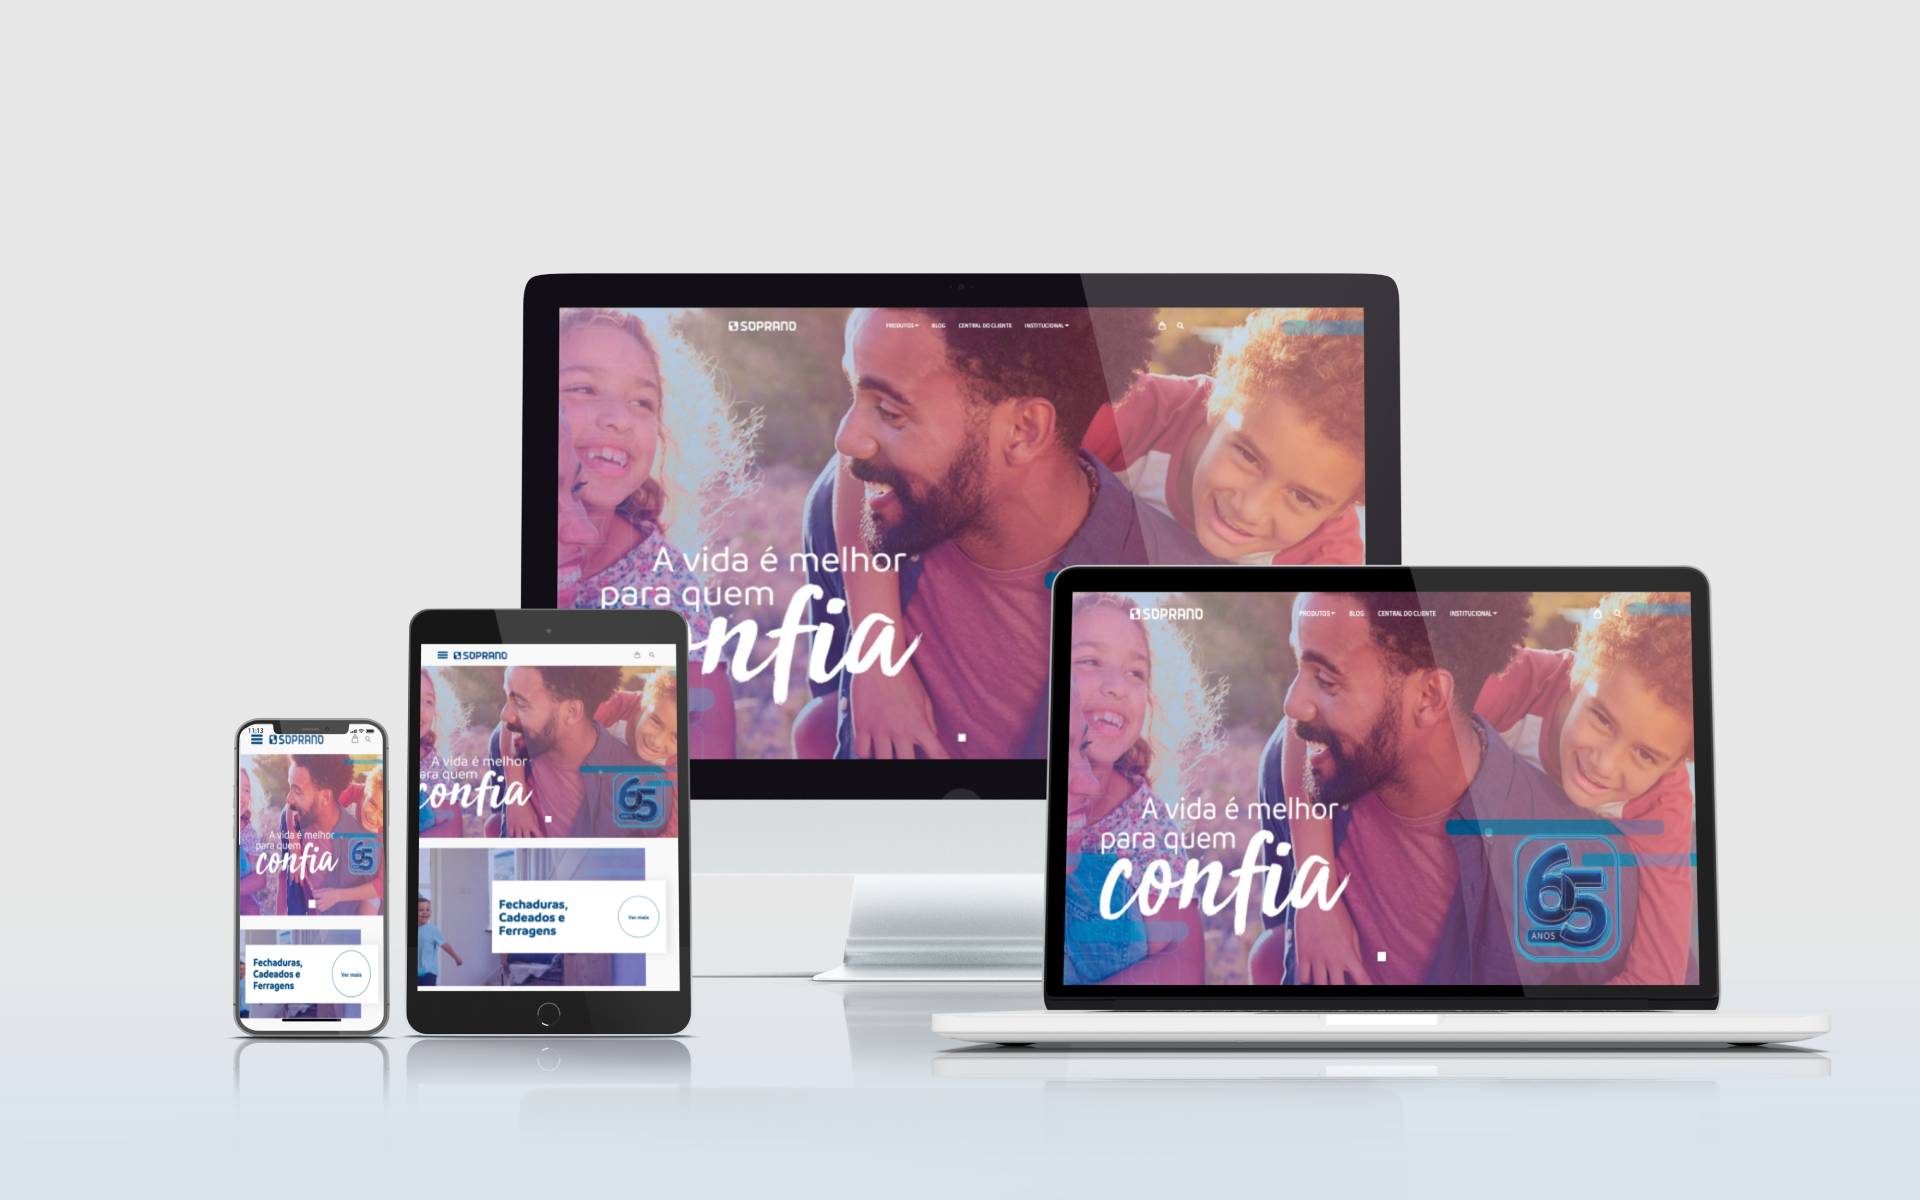 SOPRANO
PRODUTOS BLOG CENTRAL DO CLIENTE INSTITUCIONAL
A vida é melhor
para quem
nfia
SOPRANO
PRODUTOS BLOG CENTRAL DO CLIENTE INSTITUCIONAL
A vida é melhor
para quem
confia
65
ANOS
SOPRANO
A vida é melhor
ara quem
confia
65
Fechaduras,
Cadeados e
Ferragens
Ver mais
11:13
SOPRANO
A vida é melhor
para quem
confia
65
Fechaduras,
Cadeados e
Ferragens
Ver mais